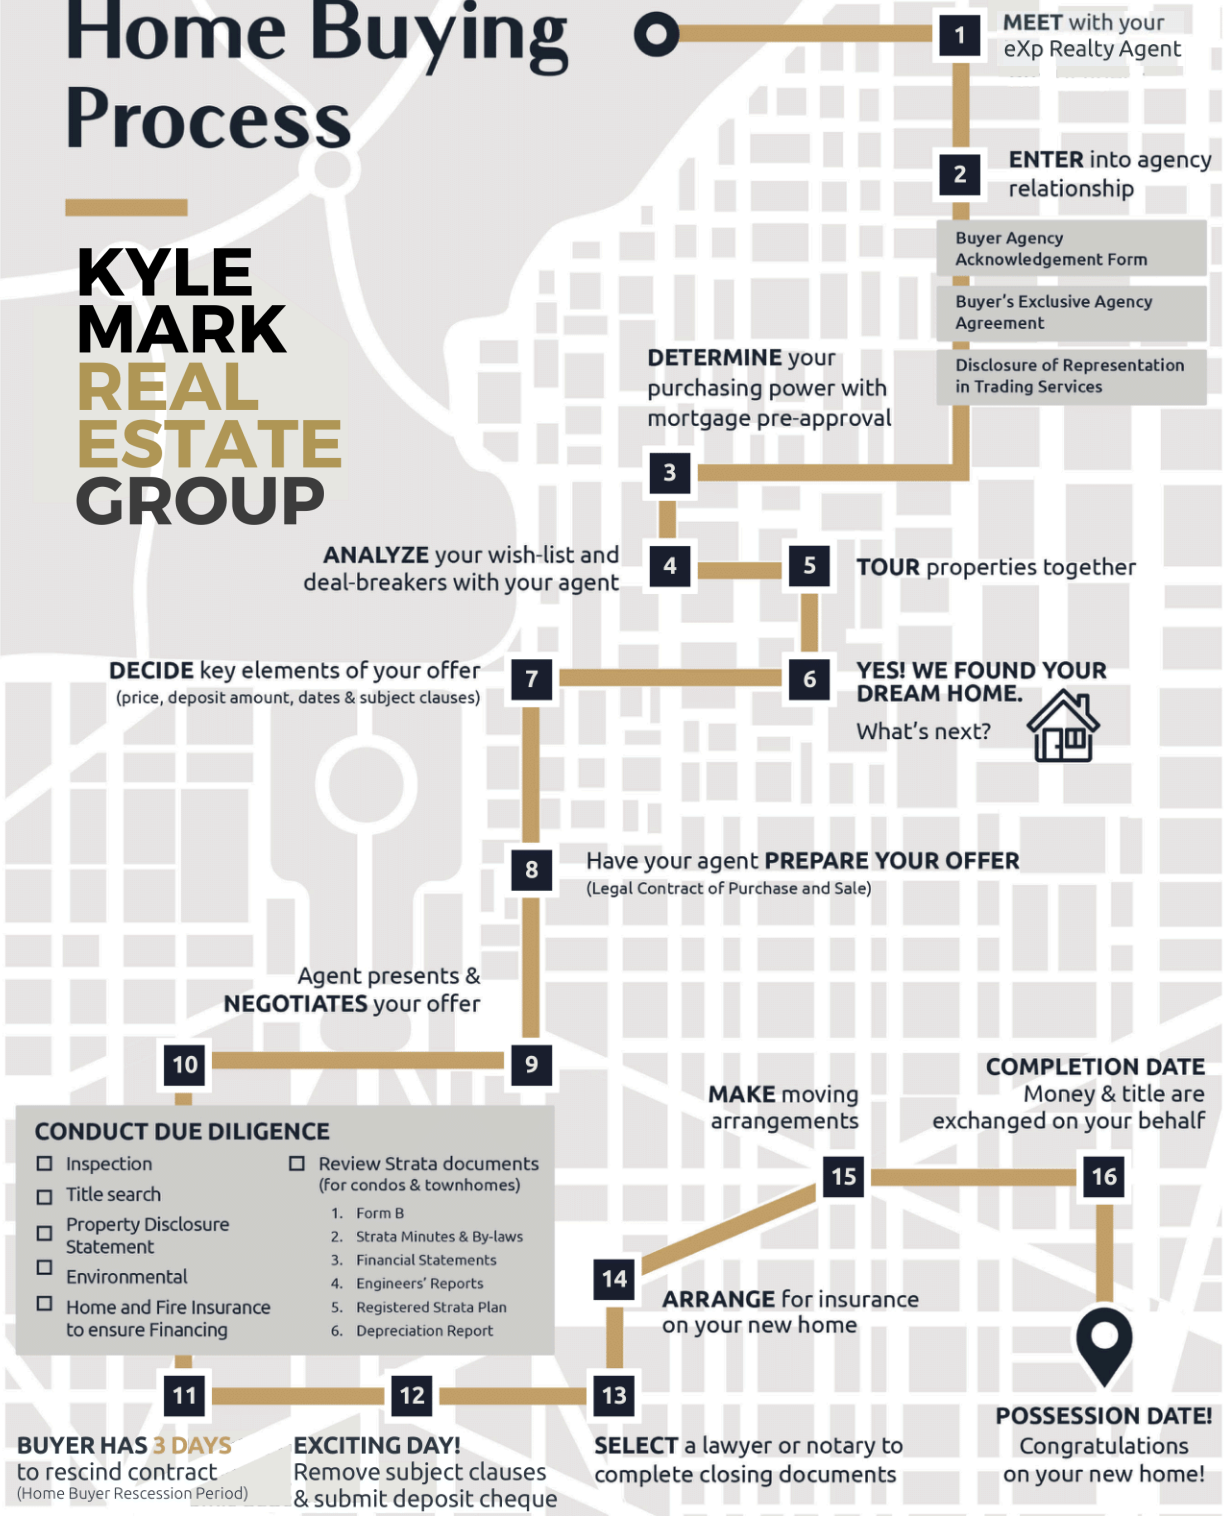 Home Buying
Process
KYLE
MARK
REAL
ESTATE
GROUP
1
MEET with your
eXp Realty Agent
2
ENTER into agency
relationship
Buyer Agency
Acknowledgement Form
Buyer's Exclusive Agency
Agreement
Disclosure of Representation
in Trading Services
DETERMINE your
purchasing power with
mortgage pre-approval
3
ANALYZE your wish-list and
deal-breakers with your agent
4
5
TOUR properties together
6
YES! WE FOUND YOUR
DREAM HOME.
What's next?
DECIDE key elements of your offer
(price, deposit amount, dates & subject clauses)
7
8
Have your agent PREPARE YOUR OFFER
(Legal Contract of Purchase and Sale)
Agent presents &
NEGOTIATES your offer
9
10
CONDUCT DUE DILIGENCE
Inspection
Title search
Property Disclosure
Statement
Environmental
Home and Fire Insurance
to ensure Financing
Review Strata documents
(for condos & townhomes)
1. Form B
2. Strata Minutes & By-laws
3. Financial Statements
4. Engineers' Reports
5. Registered Strata Plan
6. Depreciation Report
11
BUYER HAS 3 DAYS
to rescind contract
(Home Buyer Rescession Period)
12
EXCITING DAY!
Remove subject clauses
& submit deposit cheque
13
SELECT a lawyer or notary to
complete closing documents
14
ARRANGE for insurance
on your new home
MAKE moving
arrangements
15
COMPLETION DATE
Money & title are
exchanged on your behalf
16
POSSESSION DATE!
Congratulations
on your new home!